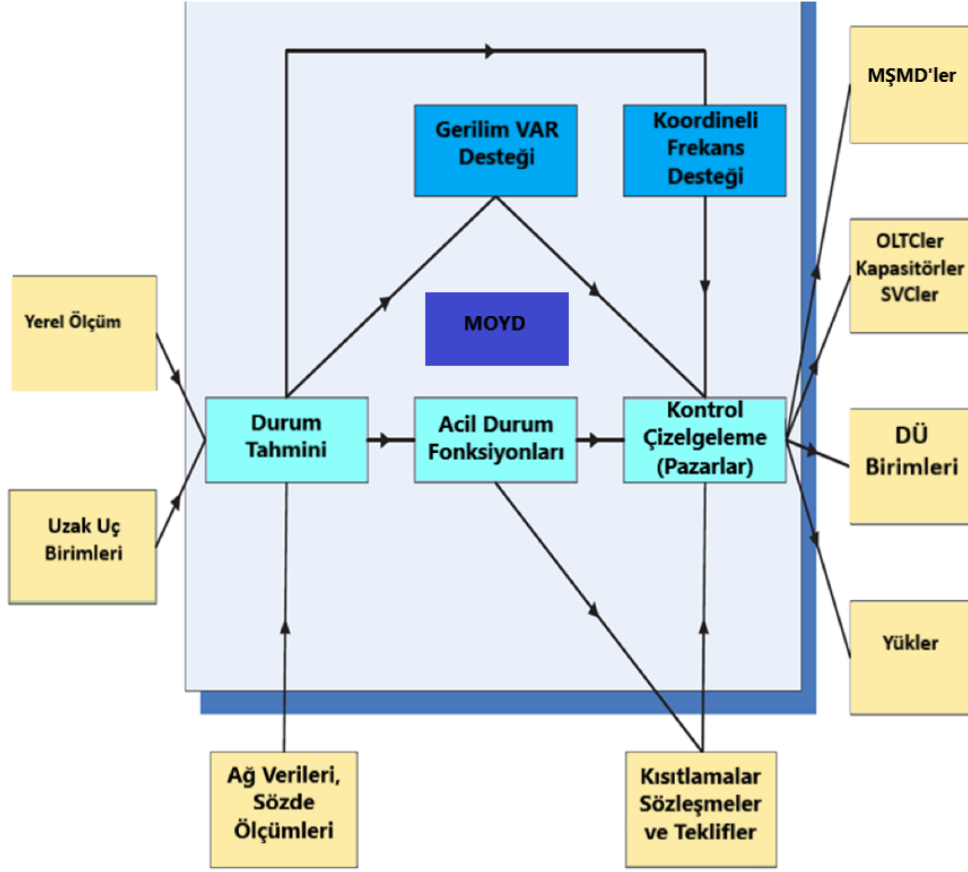 MŞMD'ler
Gerilim VAR
Desteği
Koordineli
Frekans
Desteği
OLTCler
Kapasitörler
SVCler
Yerel Ölçüm
MOYD
Durum
Tahmini
Acil Durum
Fonksiyonları
Kontrol
Çizelgeleme
(Pazarlar)
DÜ
Birimleri
Uzak Uç
Birimleri
Yükler
Ağ Verileri,
Sözde
Ölçümleri
Kısıtlamalar
Sözleşmeler
ve Teklifler